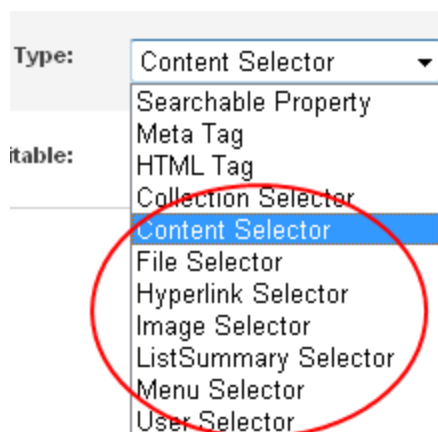 Type:
Content Selector
Searchable Property
Meta Tag
itable:
HTML Tag
Collection Selector
Content Selector
File Selector
Hyperlink Selector
Image Selector
ListSummary Selector
Menu Selector
User Selector